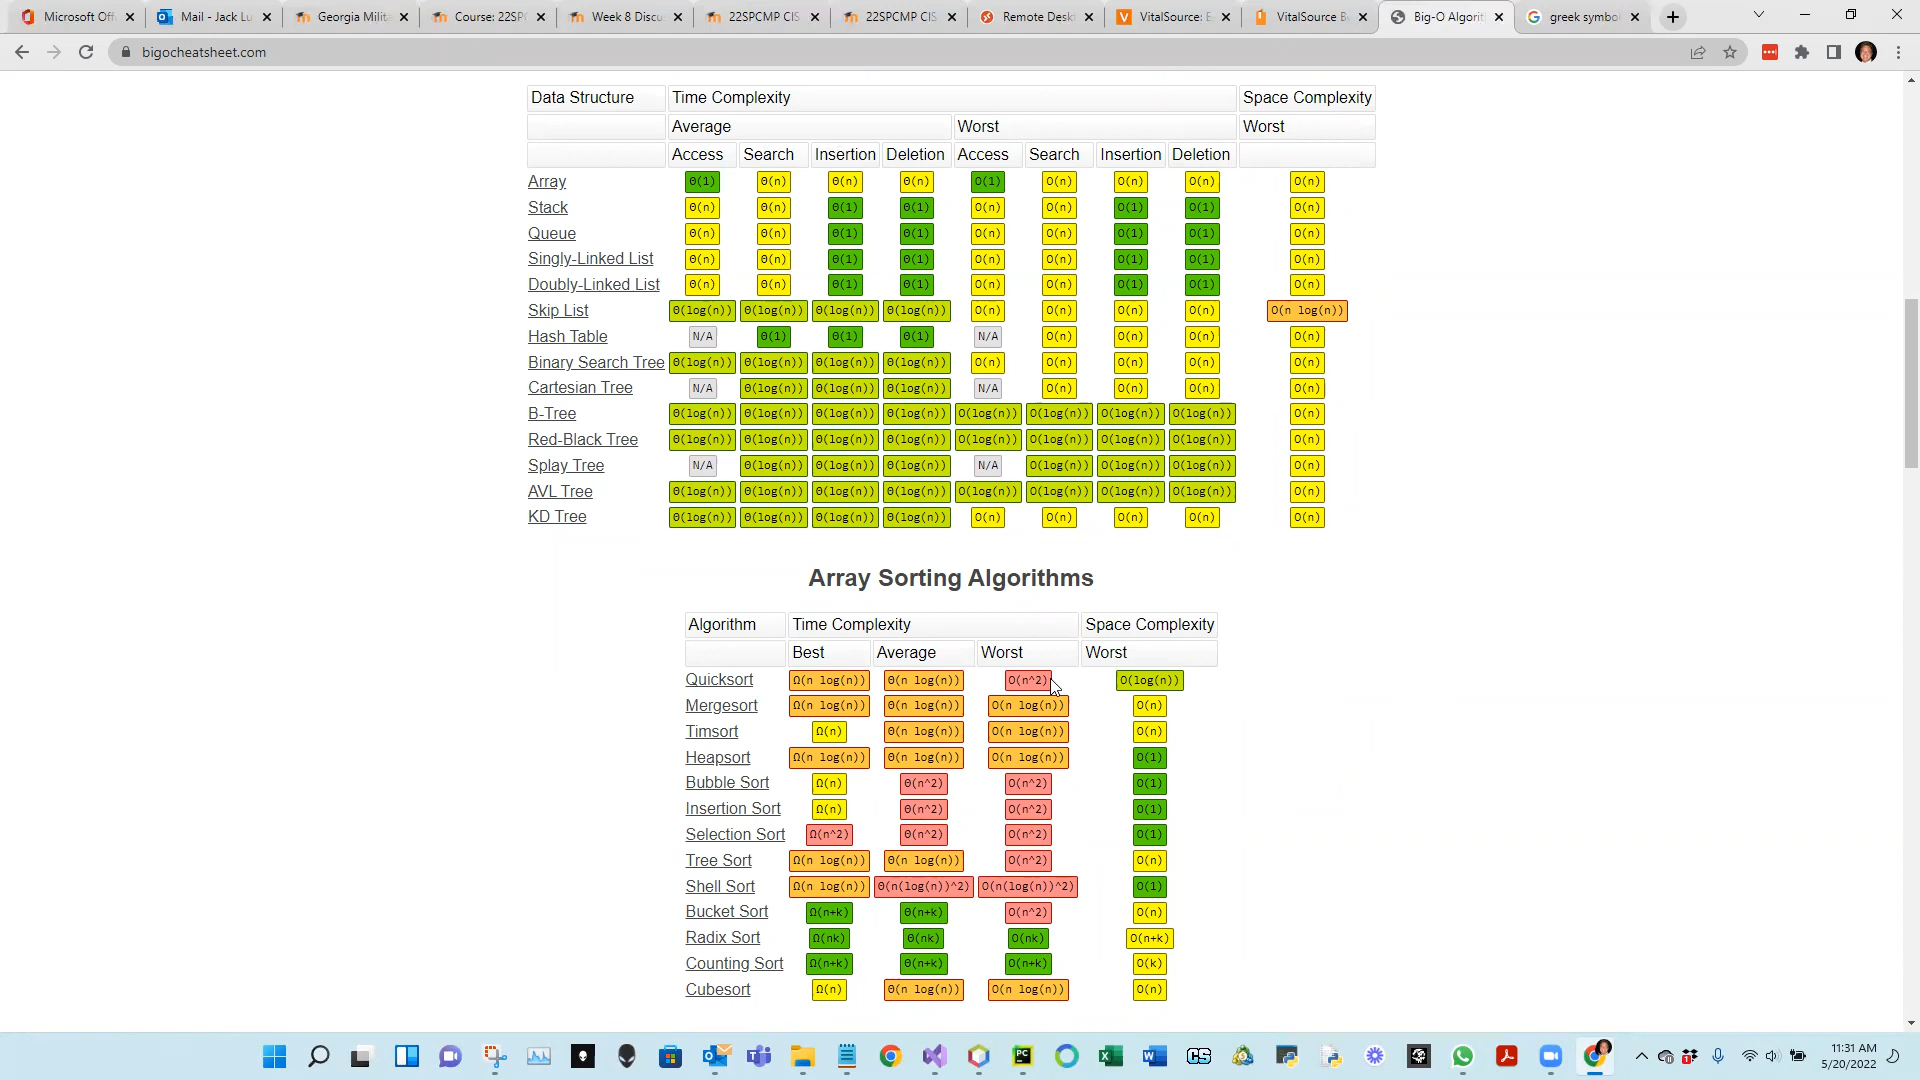 Microsoft Off
Mail - Jack Lu
Georgia Milit
Course: 22SP
Week 8 Discu
22SPCMP CIS
22SPCMP CIS
Remote Desk
VitalSource: E
VitalSource B
Big-O Algorit
greek symbo
bigocheatsheet.com
Data Structure Time Complexity Space Complexity
Average Worst Worst
Access Search Insertion Deletion Access Search Insertion Deletion
Array Θ(1) Θ(n) Θ(n) Θ(n) O(1) O(n) O(n) O(n) O(n)
Stack Θ(n) Θ(n) Θ(1) Θ(1) O(n) O(n) O(1) O(1) O(n)
Queue Θ(n) Θ(n) Θ(1) Θ(1) O(n) O(n) O(1) O(1) O(n)
Singly-Linked List Θ(n) Θ(n) Θ(1) Θ(1) O(n) O(n) O(1) O(1) O(n)
Doubly-Linked List Θ(n) Θ(n) Θ(1) Θ(1) O(n) O(n) O(1) O(1) O(n)
Skip List Θ(log(n)) Θ(log(n)) Θ(log(n)) Θ(log(n)) O(n) O(n) O(n) O(n) O(n log(n))
Hash Table N/A Θ(1) Θ(1) Θ(1) N/A O(n) O(n) O(n) O(n)
Binary Search Tree Θ(log(n)) Θ(log(n)) Θ(log(n)) Θ(log(n)) O(n) O(n) O(n) O(n) O(n)
Cartesian Tree N/A Θ(log(n)) Θ(log(n)) Θ(log(n)) N/A O(n) O(n) O(n) O(n)
B-Tree Θ(log(n)) Θ(log(n)) Θ(log(n)) Θ(log(n)) O(log(n)) O(log(n)) O(log(n)) O(log(n)) O(n)
Red-Black Tree Θ(log(n)) Θ(log(n)) Θ(log(n)) Θ(log(n)) O(log(n)) O(log(n)) O(log(n)) O(log(n)) O(n)
Splay Tree N/A Θ(log(n)) Θ(log(n)) Θ(log(n)) N/A O(log(n)) O(log(n)) O(log(n)) O(n)
AVL Tree Θ(log(n)) Θ(log(n)) Θ(log(n)) Θ(log(n)) O(log(n)) O(log(n)) O(log(n)) O(log(n)) O(n)
KD Tree Θ(log(n)) Θ(log(n)) Θ(log(n)) Θ(log(n)) O(n) O(n) O(n) O(n) O(n)
Array Sorting Algorithms
Algorithm Time Complexity Space Complexity
Best Average Worst Worst
Quicksort Ω(n log(n)) Θ(n log(n)) O(n^2) O(log(n))
Mergesort Ω(n log(n)) Θ(n log(n)) O(n log(n)) O(n)
Timsort Ω(n) Θ(n log(n)) O(n log(n)) O(n)
Heapsort Ω(n log(n)) Θ(n log(n)) O(n log(n)) O(1)
Bubble Sort Ω(n) Θ(n^2) O(n^2) O(1)
Insertion Sort Ω(n) Θ(n^2) O(n^2) O(1)
Selection Sort Ω(n^2) Θ(n^2) O(n^2) O(1)
Tree Sort Ω(n log(n)) Θ(n log(n)) O(n^2) O(n)
Shell Sort Ω(n log(n)) Θ(n(log(n))^2) O(n(log(n))^2) O(1)
Bucket Sort Ω(n+k) Θ(n+k) O(n^2) O(n)
Radix Sort Ω(nk) Θ(nk) O(nk) O(n+k)
Counting Sort Ω(n+k) Θ(n+k) O(n+k) O(k)
Cubesort Ω(n) Θ(n log(n)) O(n log(n)) O(n)
11:31 AM
5/20/2022